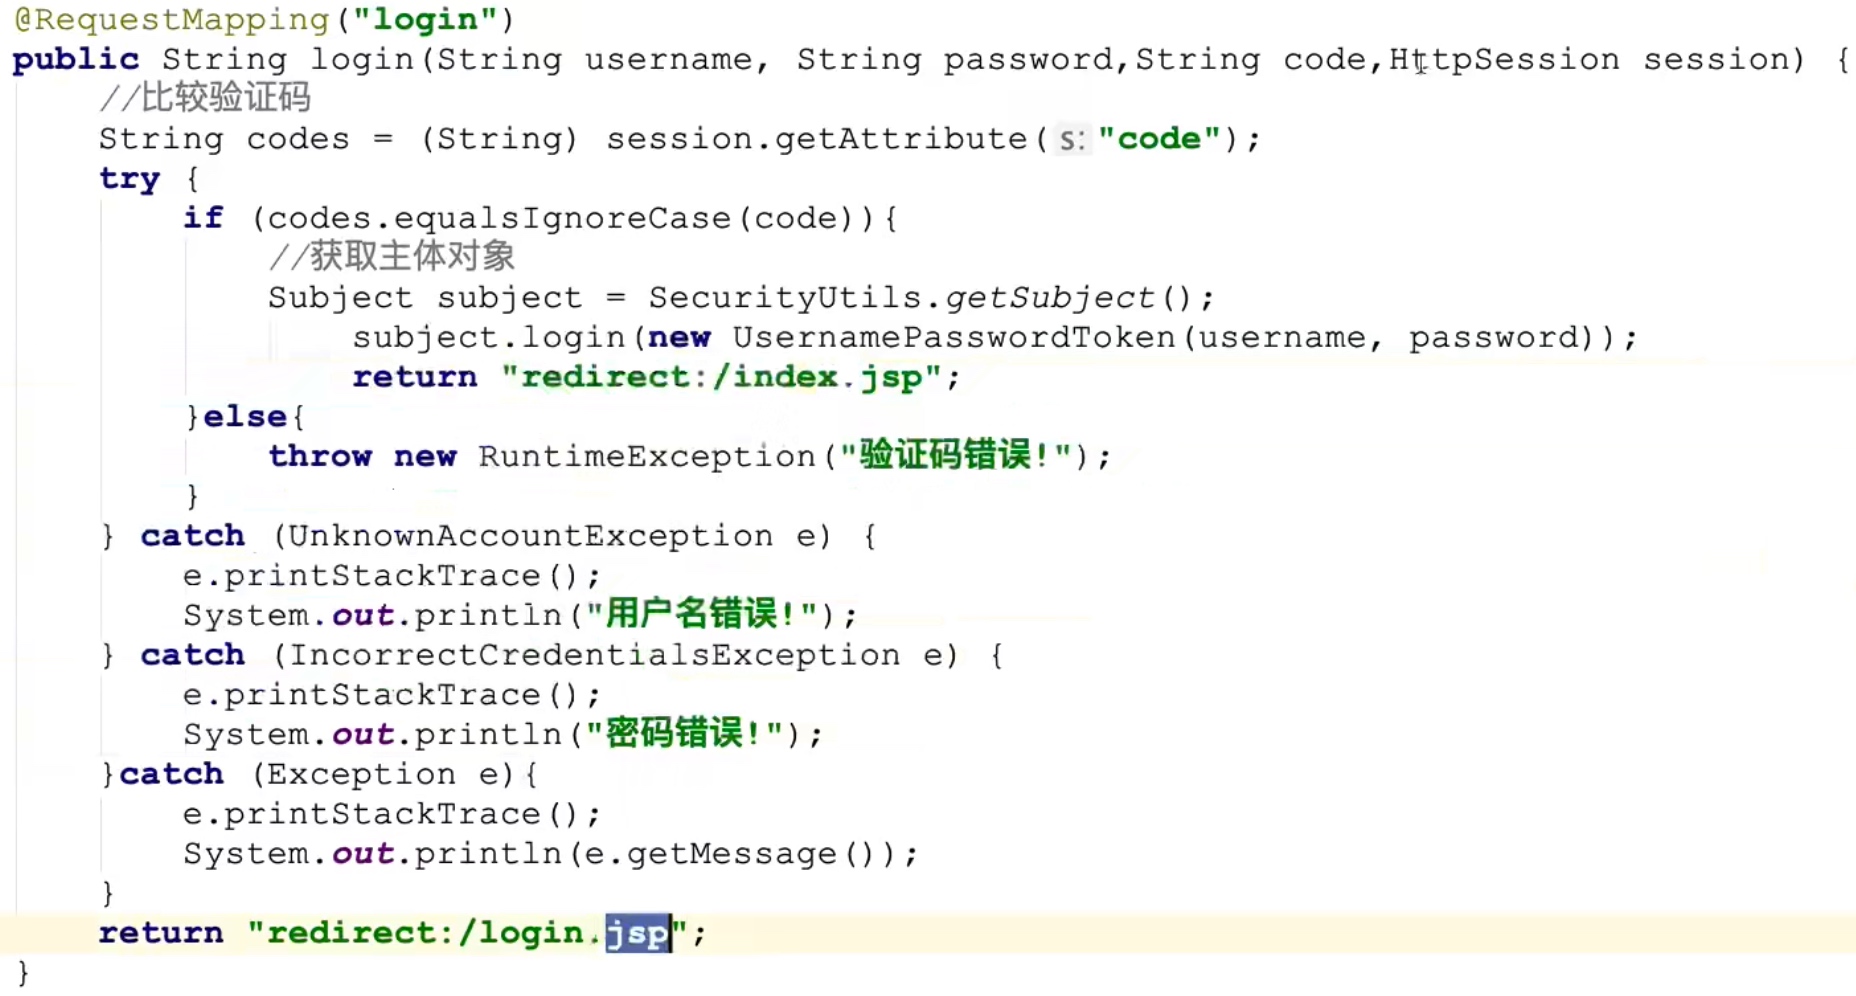 @RequestMapping("login")
public String login(String username, String password,String code,HttpSession session) {
//比较验证码
String codes = (String) session.getAttribute( s: "code");
try {
if (codes.equalsIgnoreCase(code)){
//获取主体对象
Subject subject = SecurityUtils.getSubject();
subject.login(new UsernamePasswordToken(username, password));
return "redirect:/index.jsp";
}else{
throw new RuntimeException("验证码错误!");
}
} catch (UnknownAccountException e) {
e.printStackTrace();
System.out.println("用户名错误!");
} catch (IncorrectCredentialsException e) {
e.printStackTrace();
System.out.println("密码错误!");
}catch (Exception e){
e.printStackTrace();
System.out.println(e.getMessage());
}
return "redirect:/login.jsp";
}